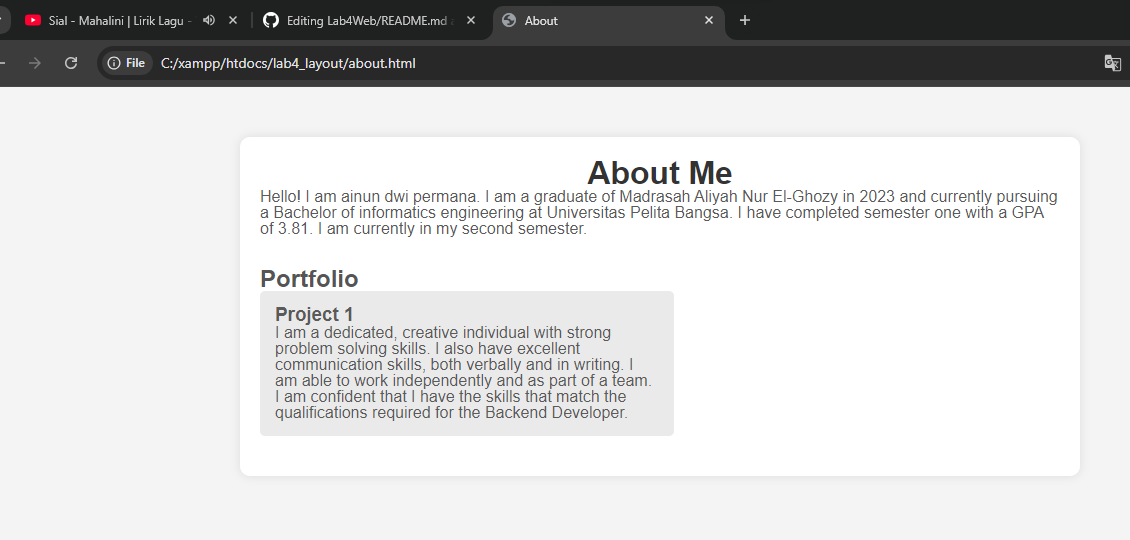 Sial - Mahalini | Lirik Lagu -
Editing Lab4Web/README.md
About
File
C:/xampp/htdocs/lab4_layout/about.html
About Me
Hello! I am ainun dwi permana. I am a graduate of Madrasah Aliyah Nur El-Ghozy in 2023 and currently pursuing
a Bachelor of informatics engineering at Universitas Pelita Bangsa. I have completed semester one with a GPA
of 3.81. I am currently in my second semester.
Portfolio
Project 1
I am a dedicated, creative individual with strong
problem solving skills. I also have excellent
communication skills, both verbally and in writing. I
am able to work independently and as part of a team.
I am confident that I have the skills that match the
qualifications required for the Backend Developer.